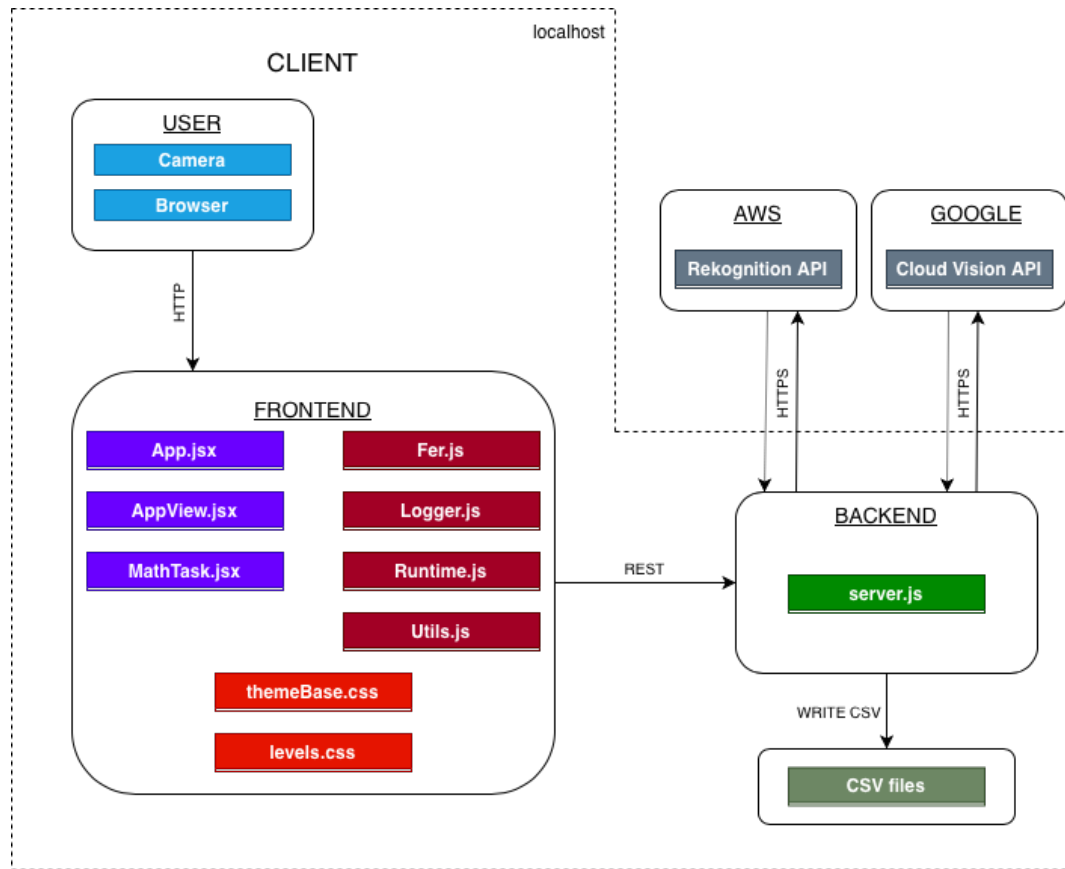 localhost
CLIENT
USER
Camera
Browser
HTTP
FRONTEND
App.jsx
AppView.jsx
MathTask.jsx
Fer.js
Logger.js
Runtime.js
Utils.js
themeBase.css
levels.css
REST
AWS
Rekognition API
GOOGLE
Cloud Vision API
HTTPS
HTTPS
BACKEND
server.js
WRITE CSV
CSV files